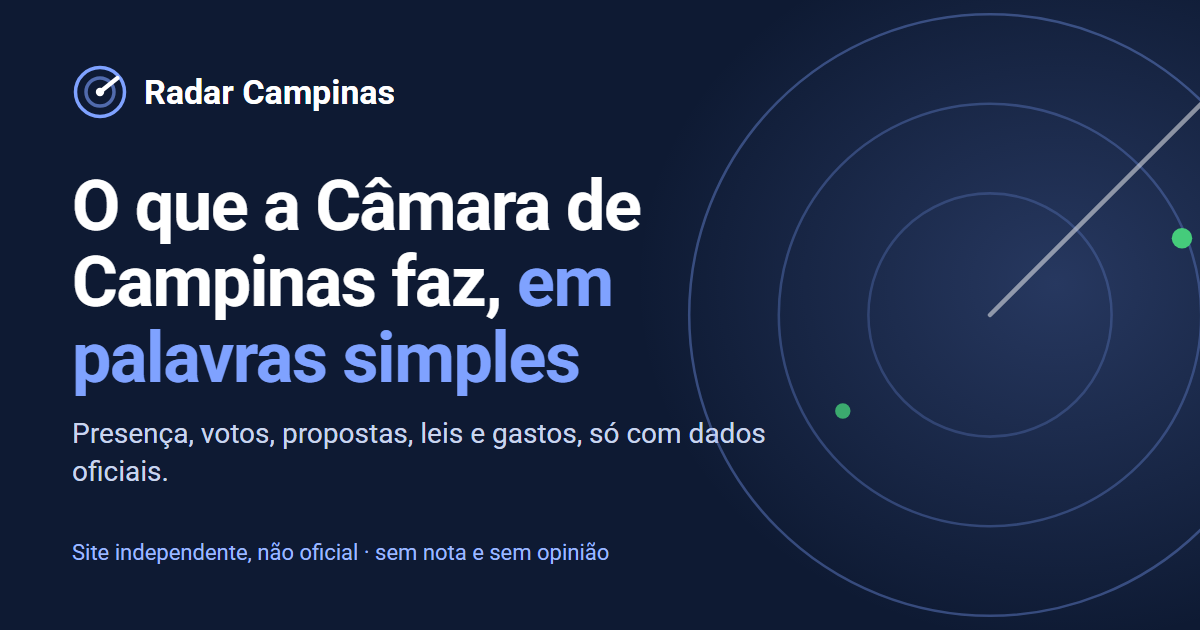 Radar Campinas
O que a Câmara de
Campinas faz, em
palavras simples
Presença, votos, propostas, leis e gastos, só com dados
oficiais.
Site independente, não oficial · sem nota e sem opinião